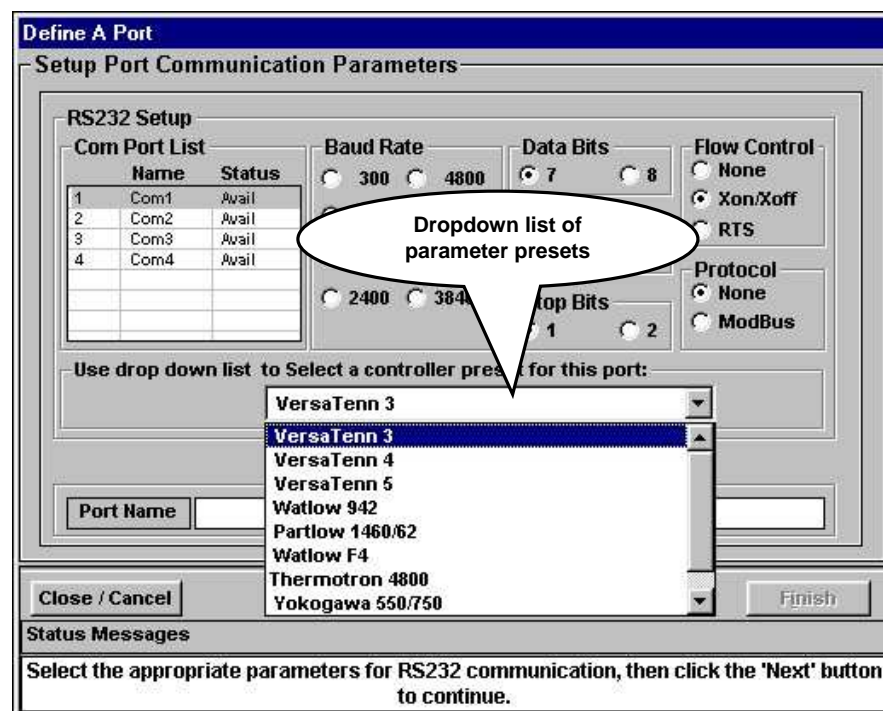 Define A Port
Setup Port Communication Parameters
RS232 Setup
Com Port List
Name Status
1 Com1 Avail
2 Com2 Avail
3 Com3 Avail
4 Com4 Avail
Baud Rate
300 4800
2400
Data Bits
7 8
Stop Bits
1 2
Flow Control
None
Xon/Xoff
RTS
Protocol
None
ModBus
Dropdown list of
parameter presets
Use drop down list to Select a controller preset for this port:
VersaTenn 3
VersaTenn 3
VersaTenn 4
VersaTenn 5
Watlow 942
Partlow 1460/62
Watlow F4
Thermotron 4800
Yokogawa 550/750
Port Name
Close / Cancel
Finish
Status Messages
Select the appropriate parameters for RS232 communication, then click the 'Next' button
to continue.